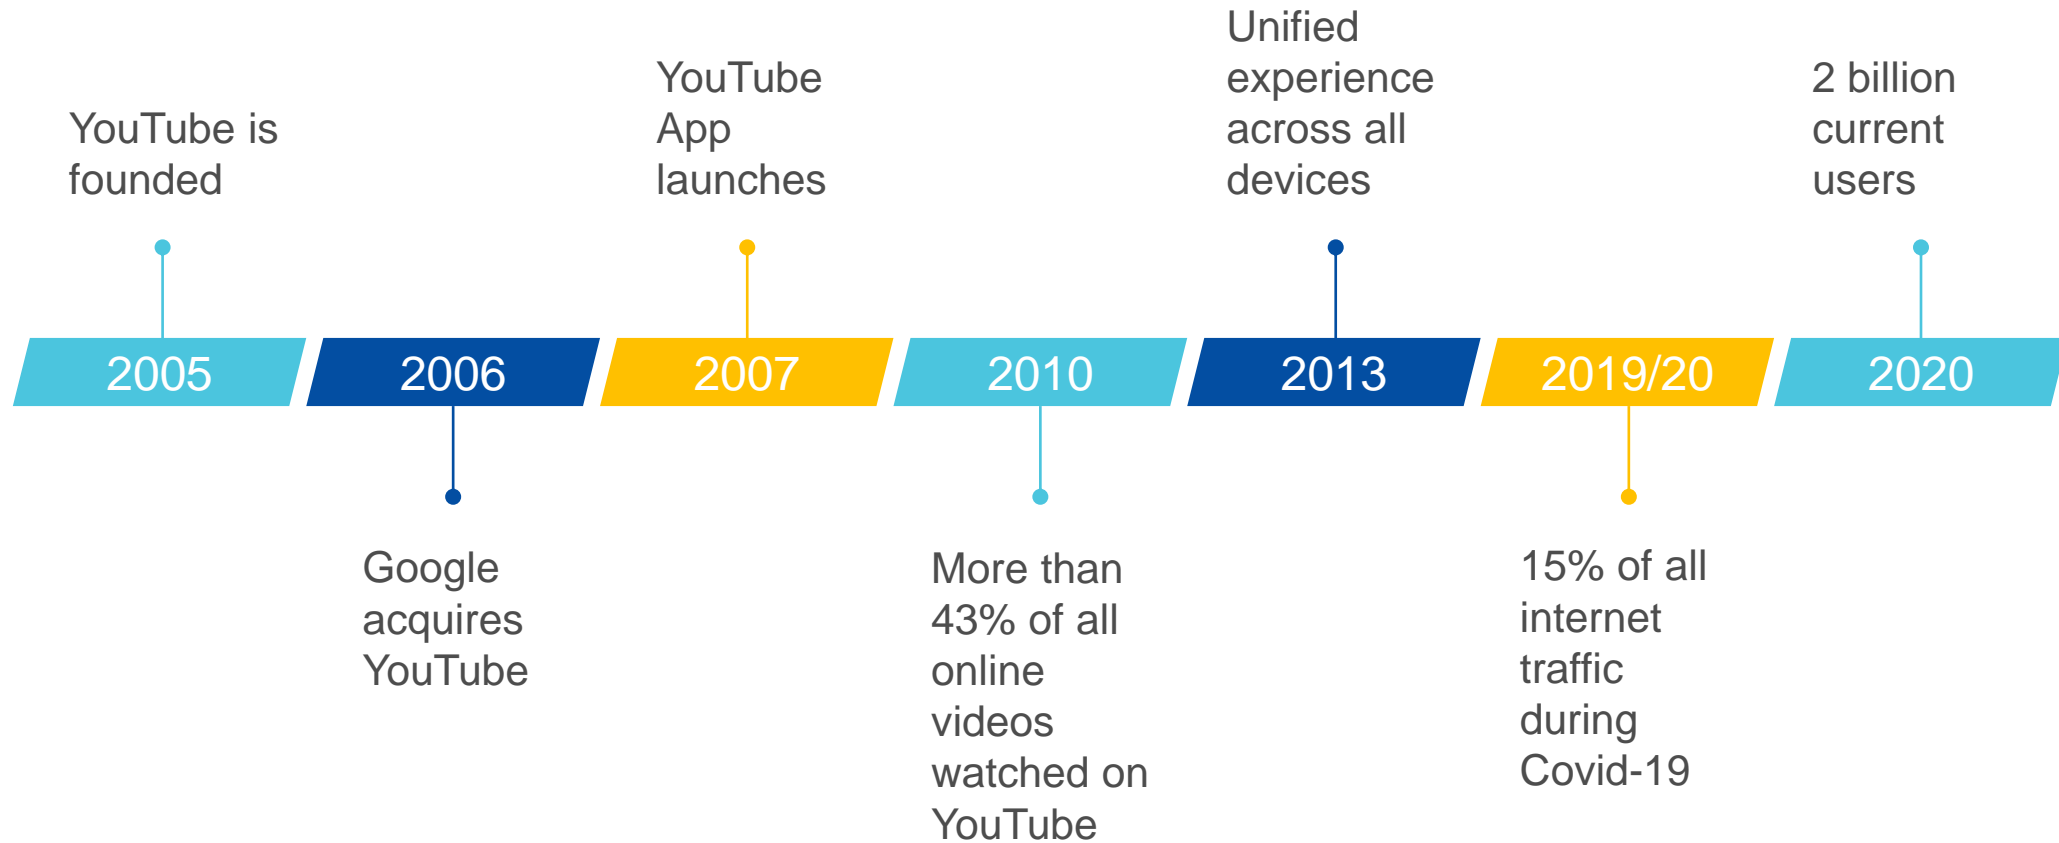 YouTube is
founded
YouTube
App
launches
Unified
experience
across all
devices
2 billion
current
users
2005
2006
2007
2010
2013
2019/20
2020
Google
acquires
YouTube
More than
43% of all
online
videos
watched on
YouTube
15% of all
internet
traffic
during
Covid-19